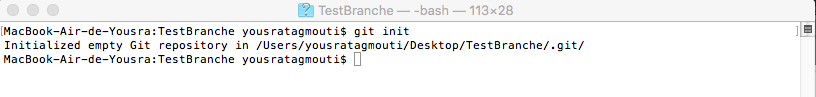 TestBranche — -bash — 113×28
[MacBook-Air-de-Yousra:TestBranche yousratagmouti$ git init ]
Initialized empty Git repository in /Users/yousratagmouti/Desktop/TestBranche/.git/
MacBook-Air-de-Yousra:TestBranche yousratagmouti$